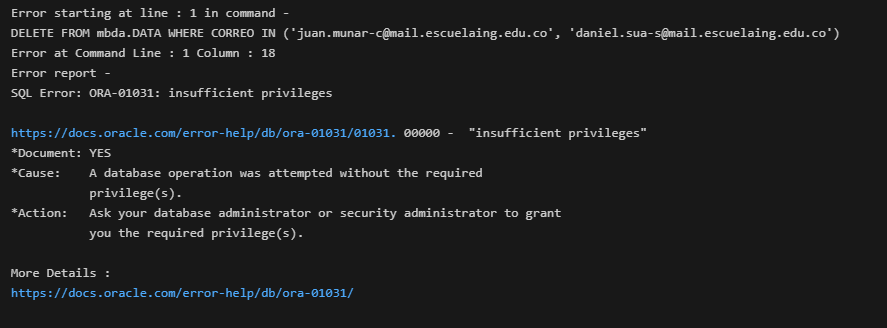 Error starting at line : 1 in command -
DELETE FROM mbda.DATA WHERE CORREO IN ('juan.munar-c@mail.escuelaing.edu.co', 'daniel.sua-s@mail.escuelaing.edu.co')
Error at Command Line : 1 Column : 18
Error report -
SQL Error: ORA-01031: insufficient privileges
https://docs.oracle.com/error-help/db/ora-01031/01031. 00000 -  "insufficient privileges"
*Document: YES
*Cause:    A database operation was attempted without the required
privilege(s).
*Action:   Ask your database administrator or security administrator to grant
you the required privilege(s).
More Details :
https://docs.oracle.com/error-help/db/ora-01031/